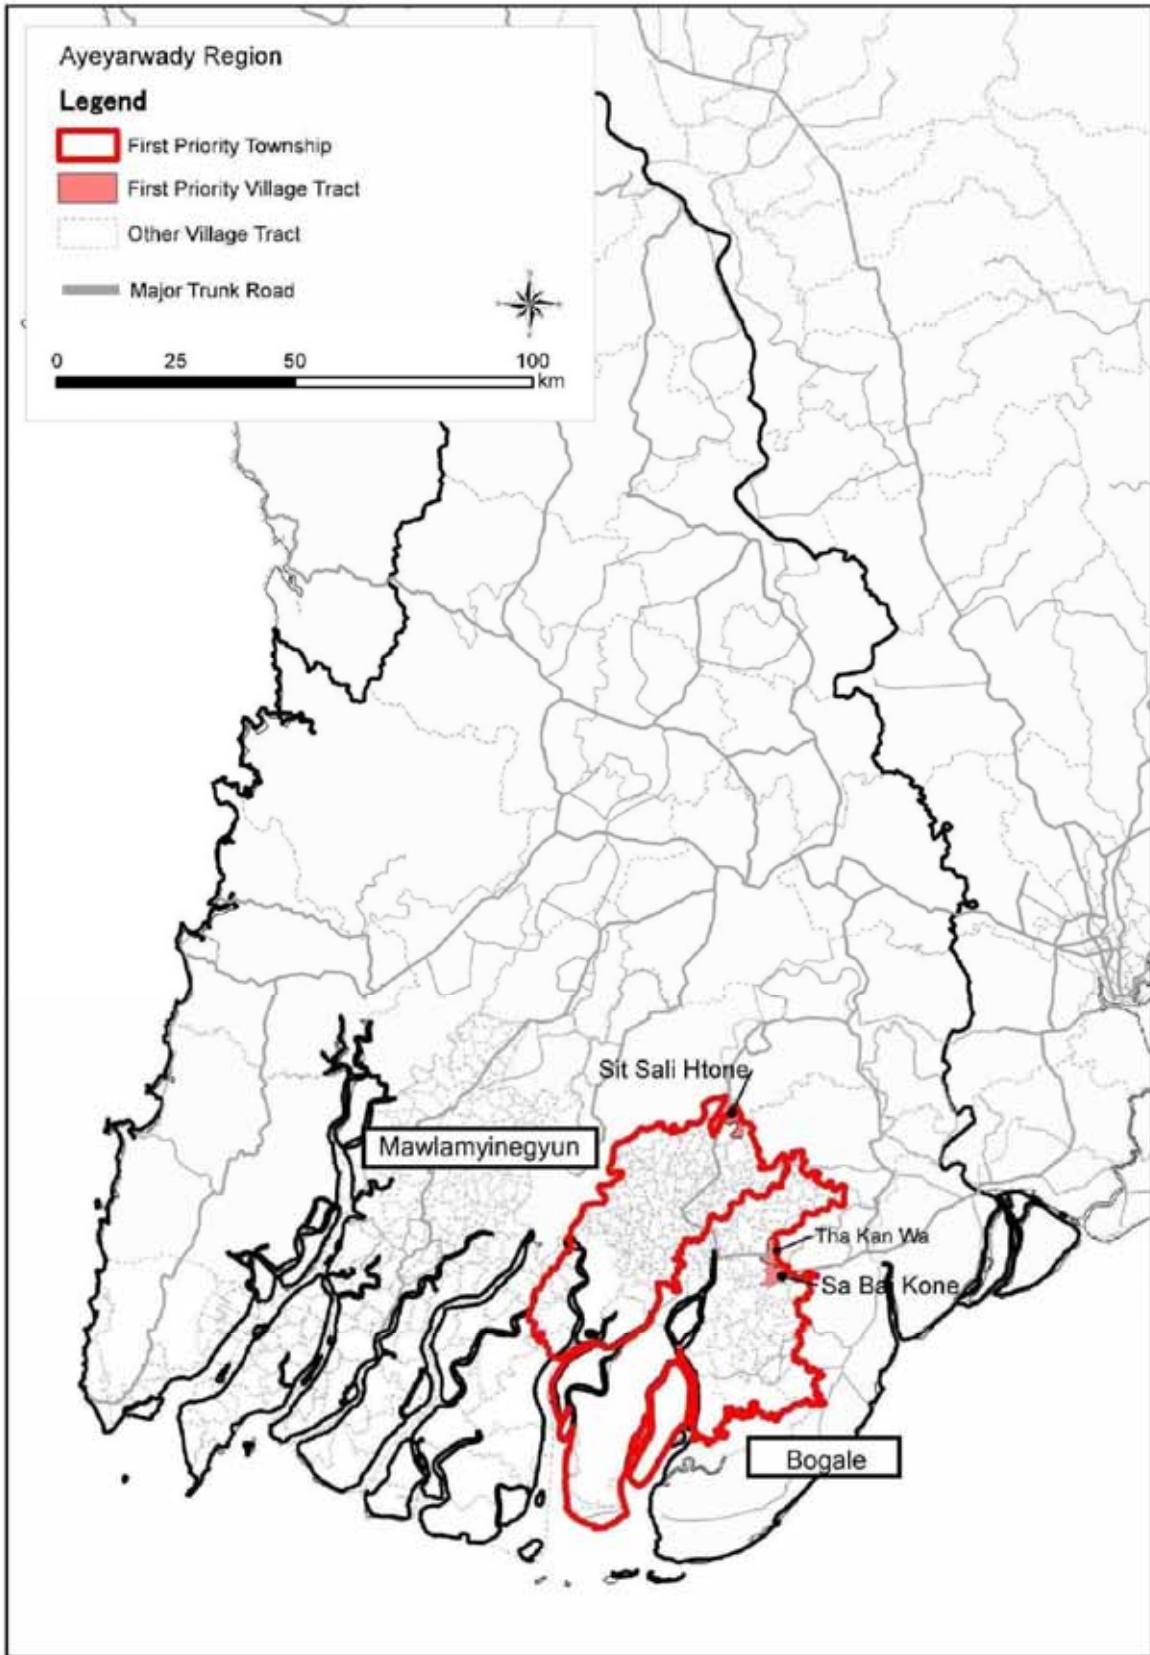 Ayeyarwady Region
Legend
First Priority Township
First Priority Village Tract
Other Village Tract
Major Trunk Road
0 25 50 100
km
Sit Sali Htone
Mawlamyinegyun
Tha Kan Wa
Sa Bai Kone
Bogale